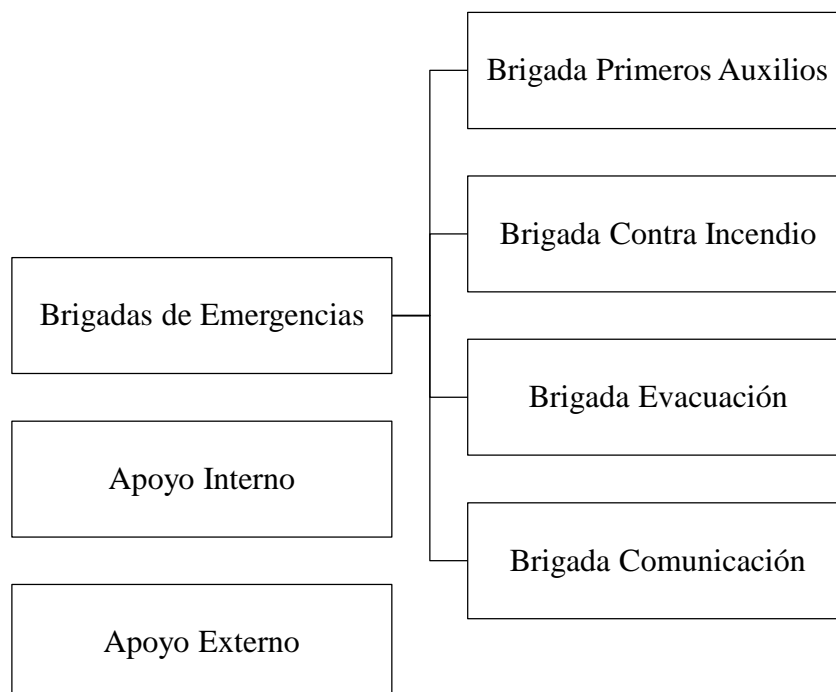 Brigadas de Emergencias
Brigada Primeros Auxilios
Brigada Contra Incendio
Brigada Evacuación
Brigada Comunicación
Apoyo Interno
Apoyo Externo